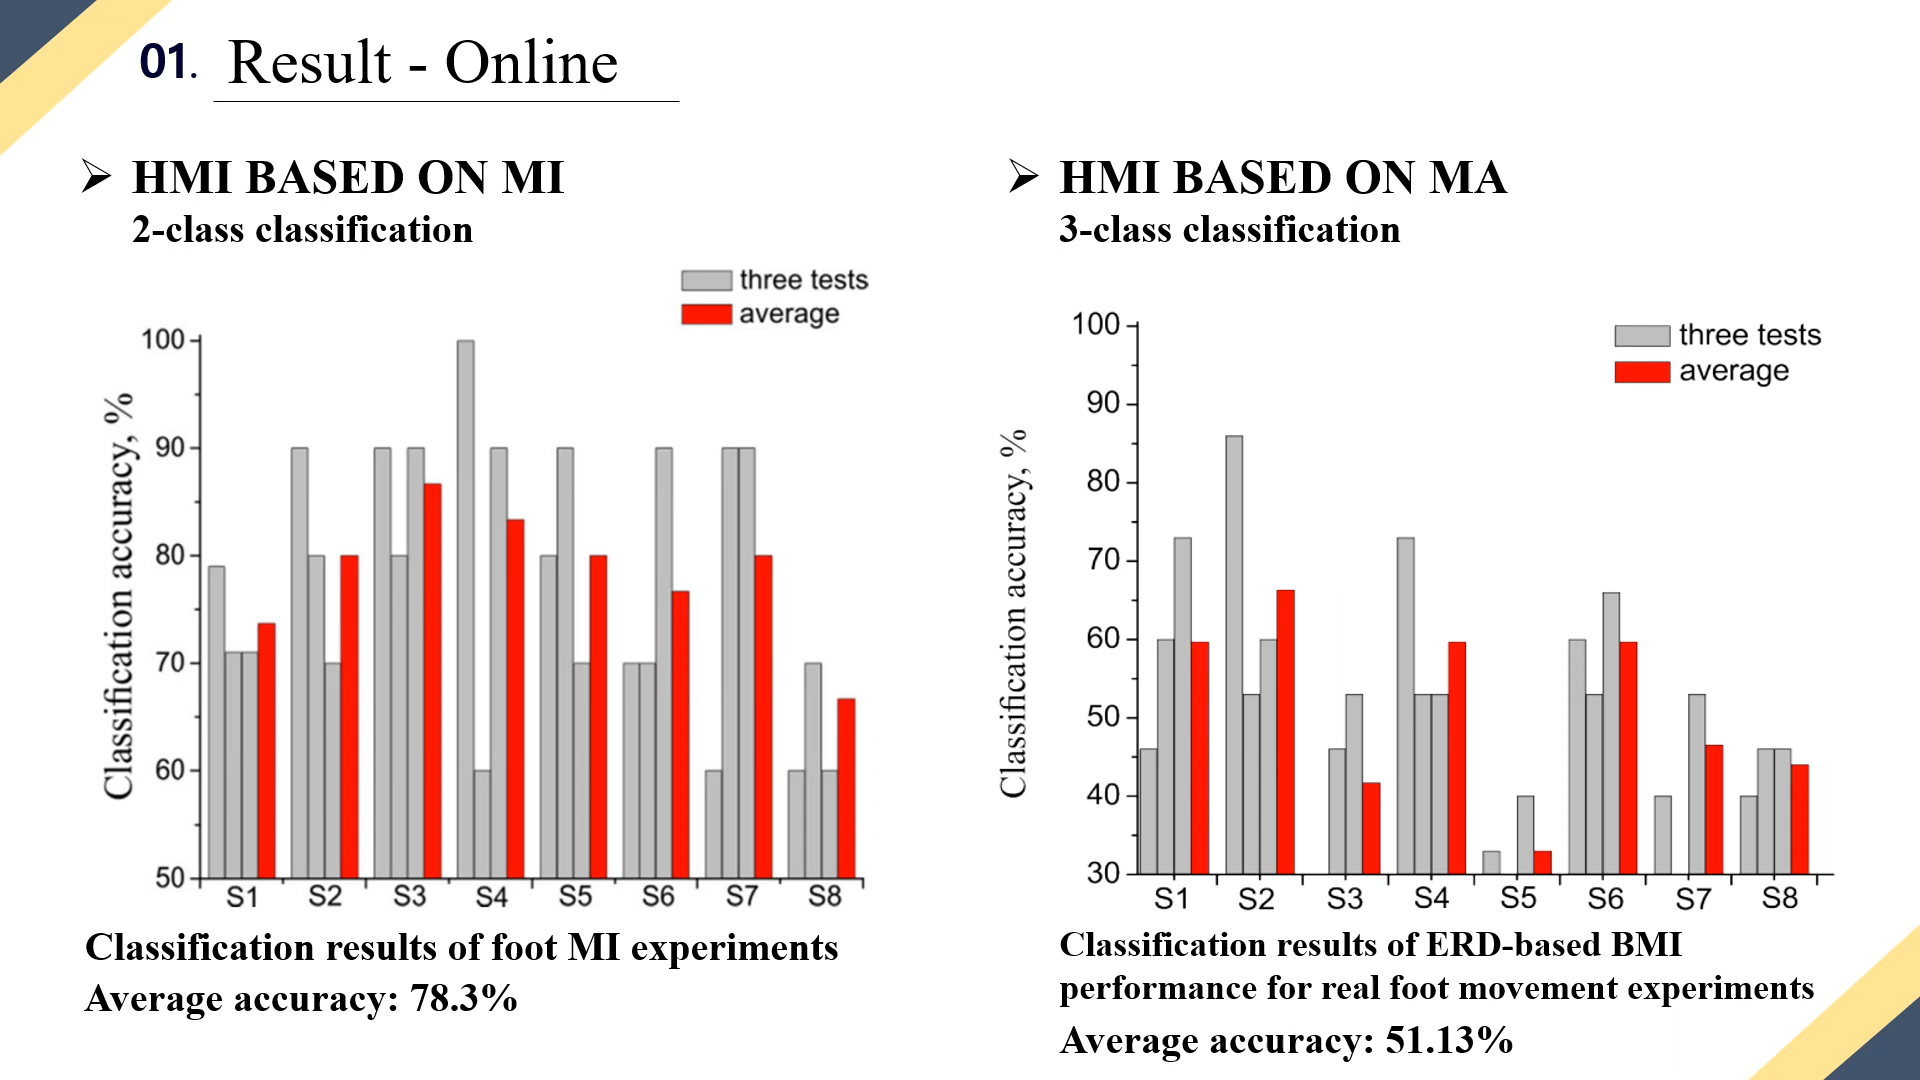 01. Result - Online
HMI BASED ON MI
2-class classification
three tests
average
Classification accuracy, %
100
90
80
70
60
50
S1 S2 S3 S4 S5 S6 S7 S8
Classification results of foot MI experiments
Average accuracy: 78.3%
HMI BASED ON MA
3-class classification
three tests
average
Classification accuracy, %
100
90
80
70
60
50
40
30
S1 S2 S3 S4 S5 S6 S7 S8
Classification results of ERD-based BMI
performance for real foot movement experiments
Average accuracy: 51.13%